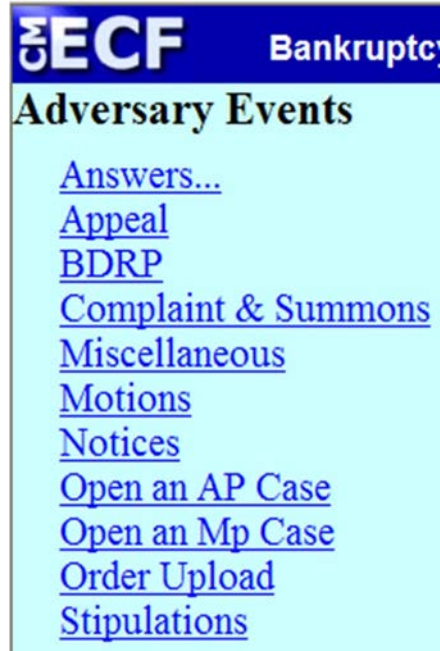 CM ECF Bankruptcy
Adversary Events
Answers...
Appeal
BDRP
Complaint & Summons
Miscellaneous
Motions
Notices
Open an AP Case
Open an Mp Case
Order Upload
Stipulations